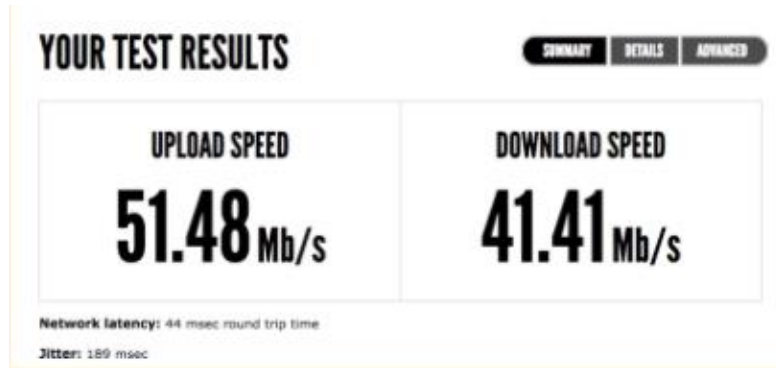 YOUR TEST RESULTS
SUMMARY DETAILS ADVANCED
UPLOAD SPEED DOWNLOAD SPEED
51.48 Mb/s 41.41 Mb/s
Network latency: 44 msec round trip time
Jitter: 189 msec